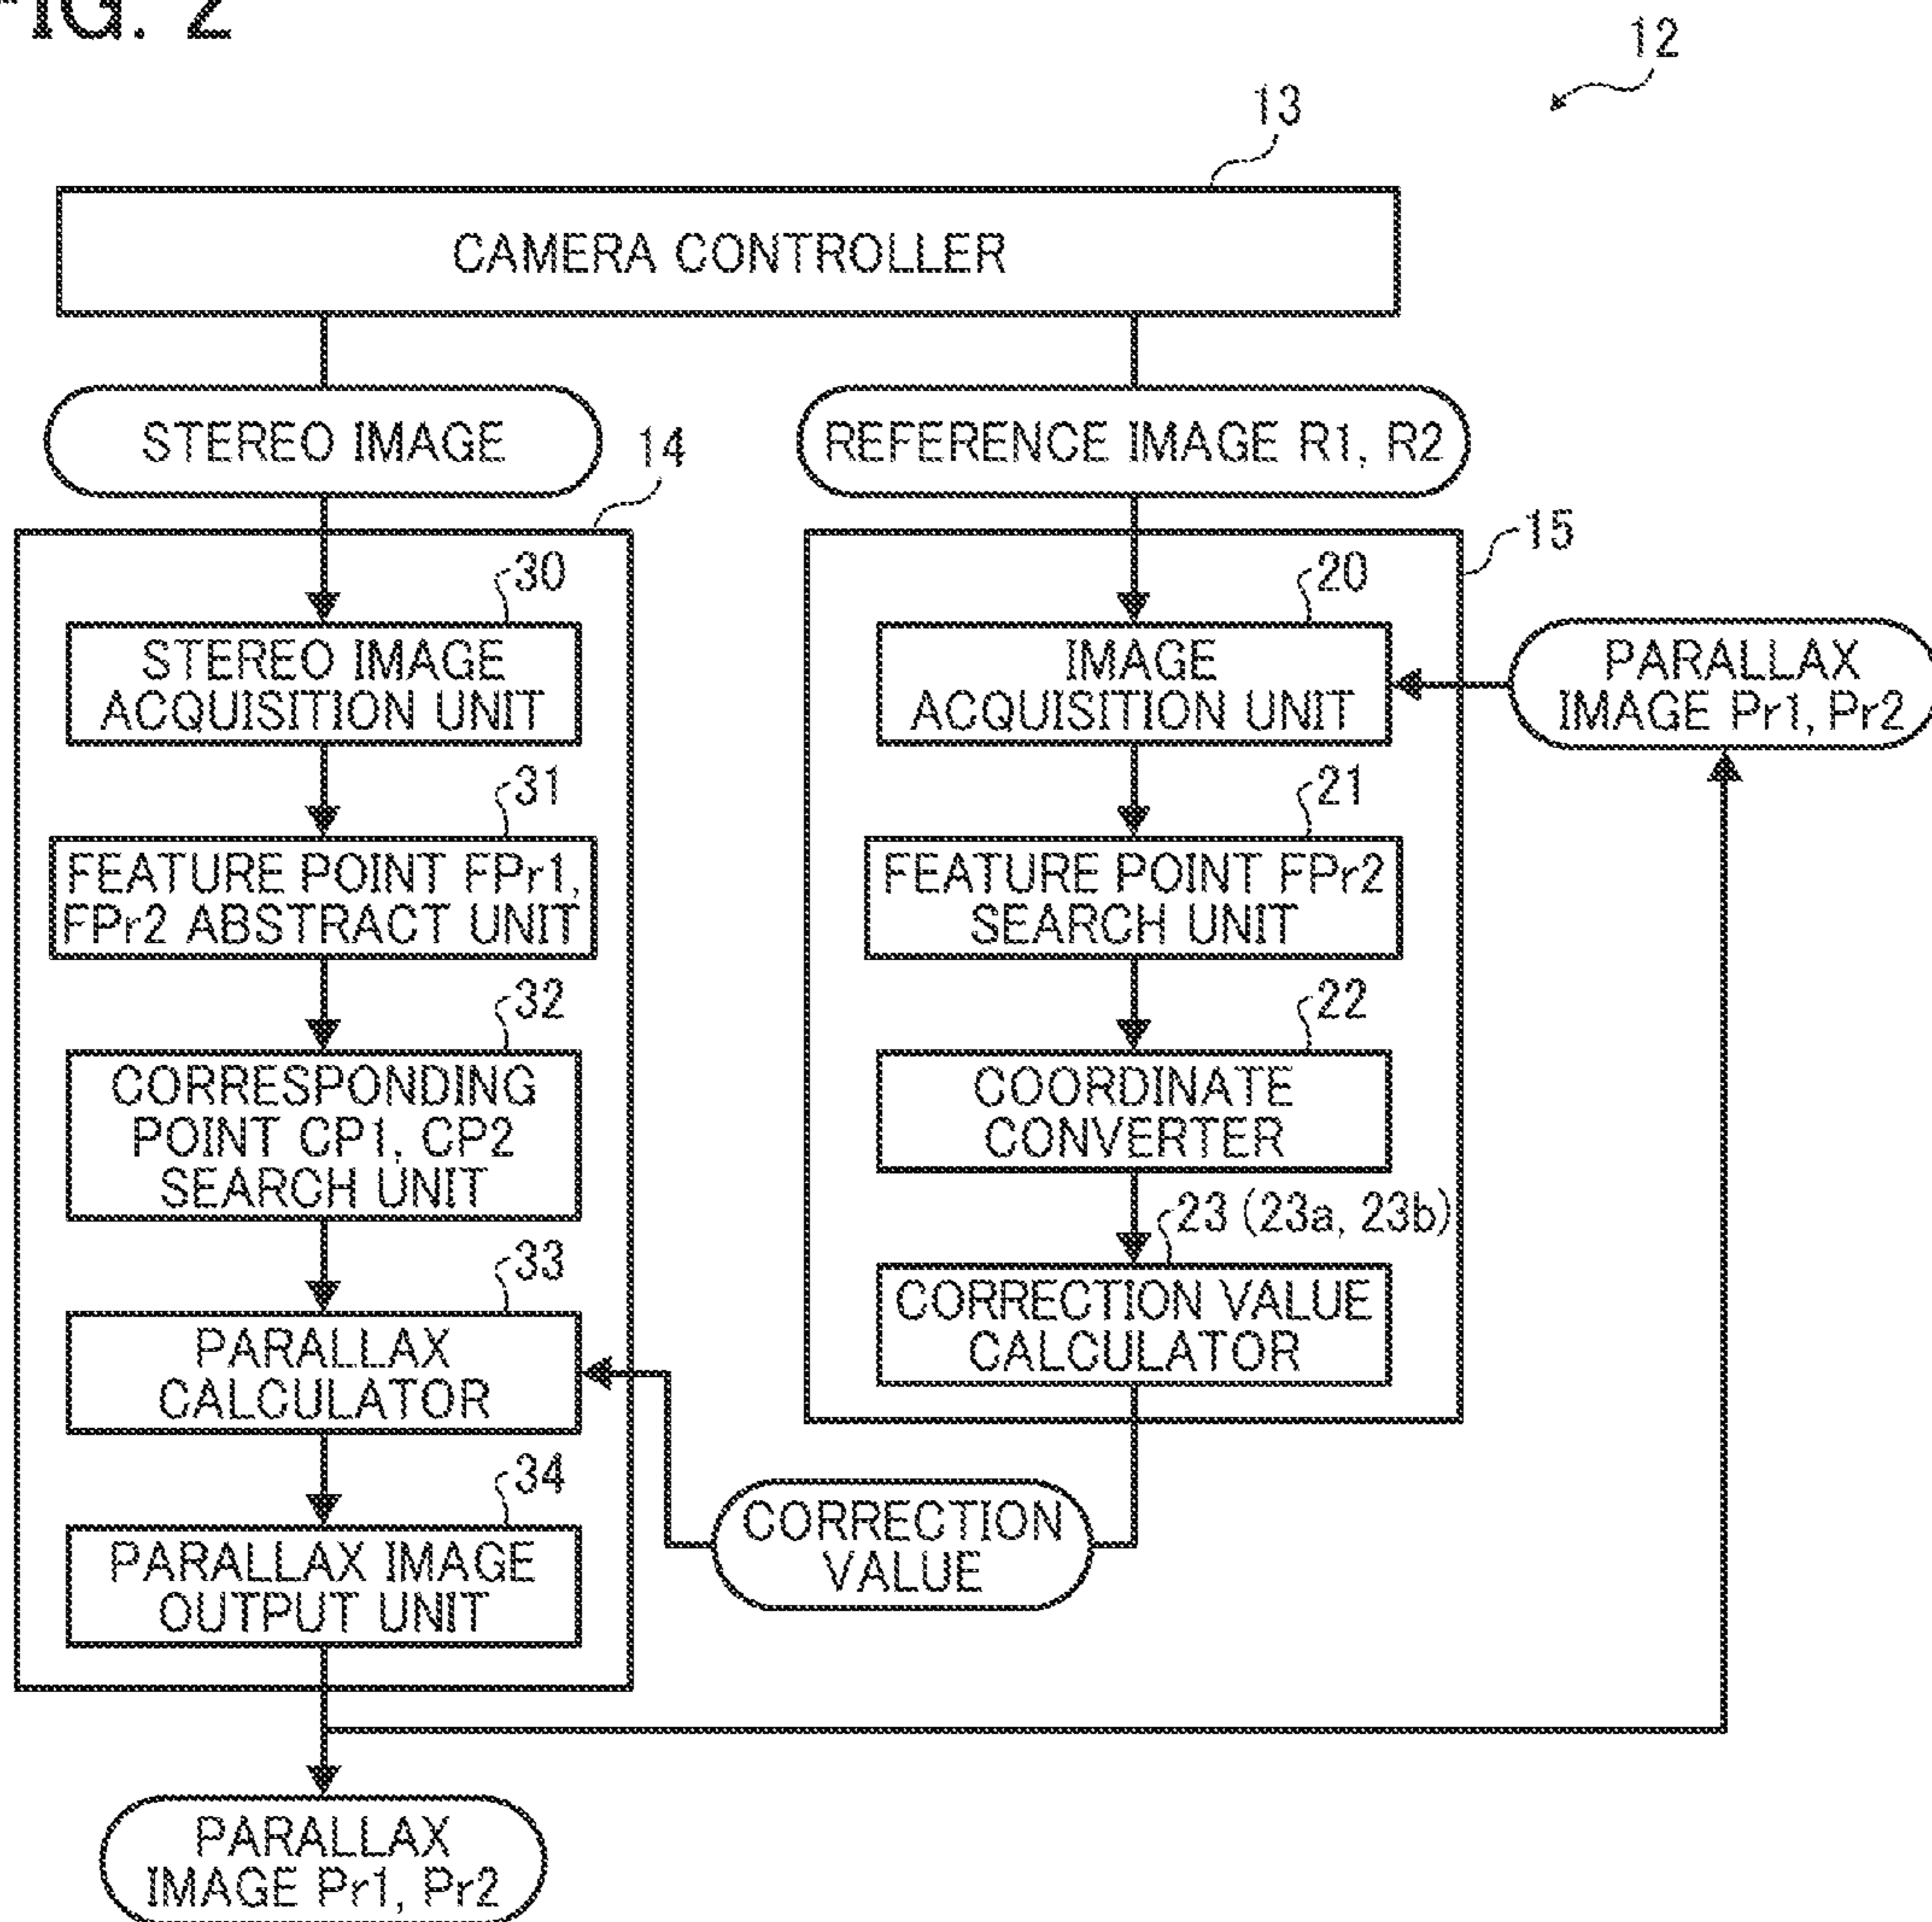 FIG. 2
12
13
CAMERA CONTROLLER
STEREO IMAGE
14
REFERENCE IMAGE R1, R2
15
30
STEREO IMAGE
ACQUISITION UNIT
31
FEATURE POINT FPr1,
FPr2 ABSTRACT UNIT
32
CORRESPONDING
POINT CP1, CP2
SEARCH UNIT
33
PARALLAX
CALCULATOR
34
PARALLAX IMAGE
OUTPUT UNIT
20
IMAGE
ACQUISITION UNIT
21
FEATURE POINT FPr2
SEARCH UNIT
22
COORDINATE
CONVERTER
23 (23a, 23b)
CORRECTION VALUE
CALCULATOR
PARALLAX
IMAGE Pr1, Pr2
CORRECTION
VALUE
PARALLAX
IMAGE Pr1, Pr2